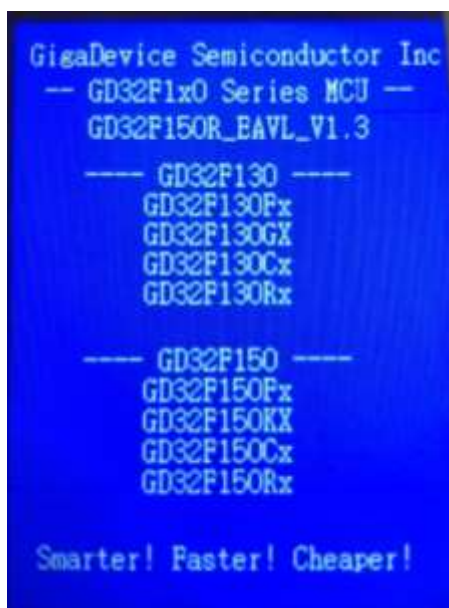 GigaDevice Semiconductor Inc
-- GD32F1x0 Series MCU --
GD32F150R_EAVL_V1.3
---- GD32F130 ----
GD32F130Fx
GD32F130GX
GD32F130Cx
GD32F130Rx
---- GD32F150 ----
GD32F150Fx
GD32F150KX
GD32F150Cx
GD32F150Rx
Smarter! Faster! Cheaper!